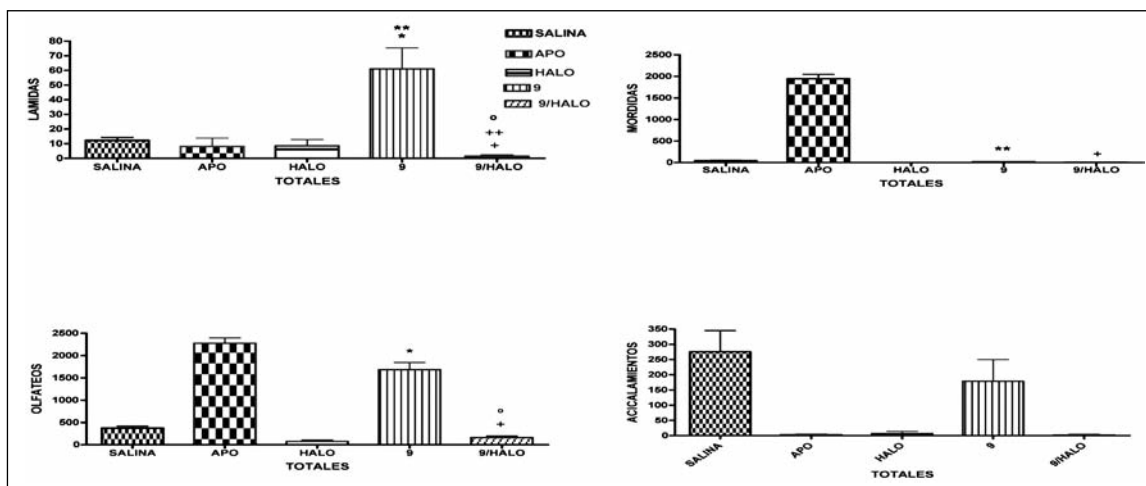 80
70
60
50
40
30
20
10
0
LAMIDAS
**
*
°
++
+
SALINA
APO
HALO
9
9/HALO
SALINA APO HALO 9 9/HALO
TOTALES
2500
2000
1500
1000
500
0
MORDIDAS
**
+
SALINA APO HALO 9 9/HALO
TOTALES
2500
2000
1500
1000
500
0
OLFATEOS
*
°
+
SALINA APO HALO 9 9/HALO
TOTALES
350
300
250
200
150
100
50
0
ACICALAMIENTOS
SALINA APO HALO 9 9/HALO
TOTALES